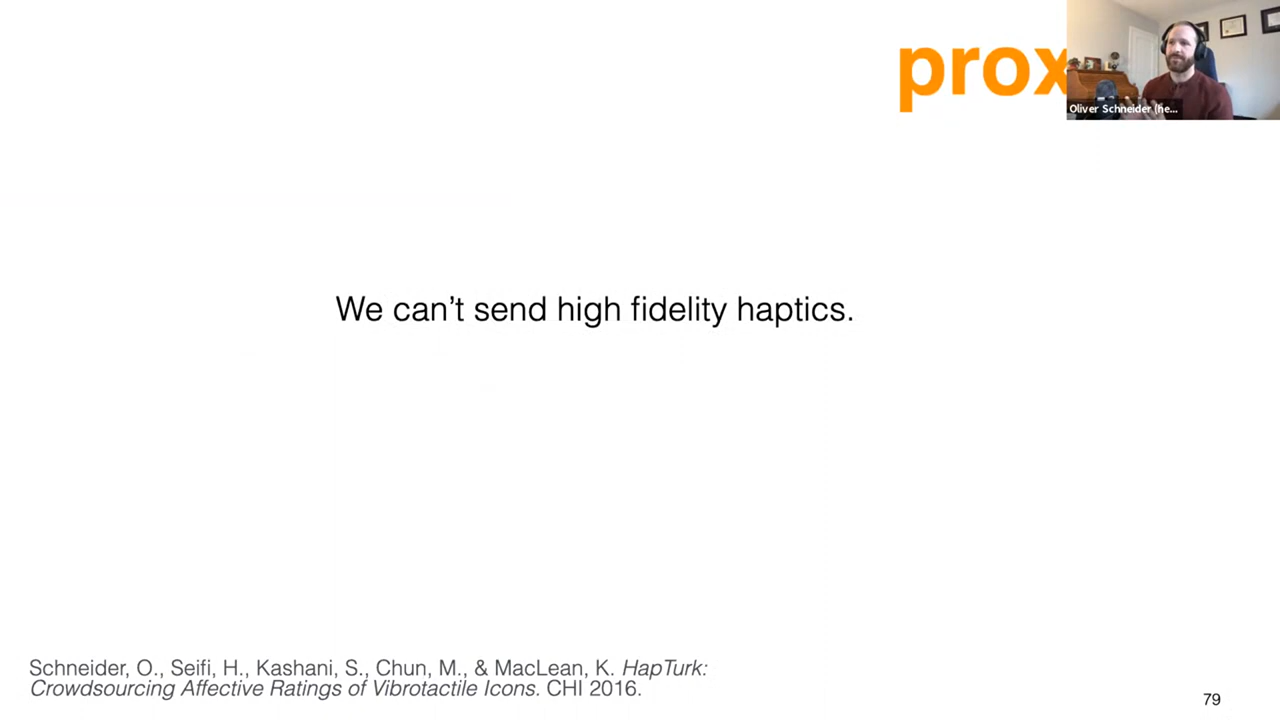 prox
Oliver Schneider (he...
We can't send high fidelity haptics.
Schneider, O., Seifi, H., Kashani, S., Chun, M., & MacLean, K. HapTurk:
Crowdsourcing Affective Ratings of Vibrotactile Icons. CHI 2016.
79